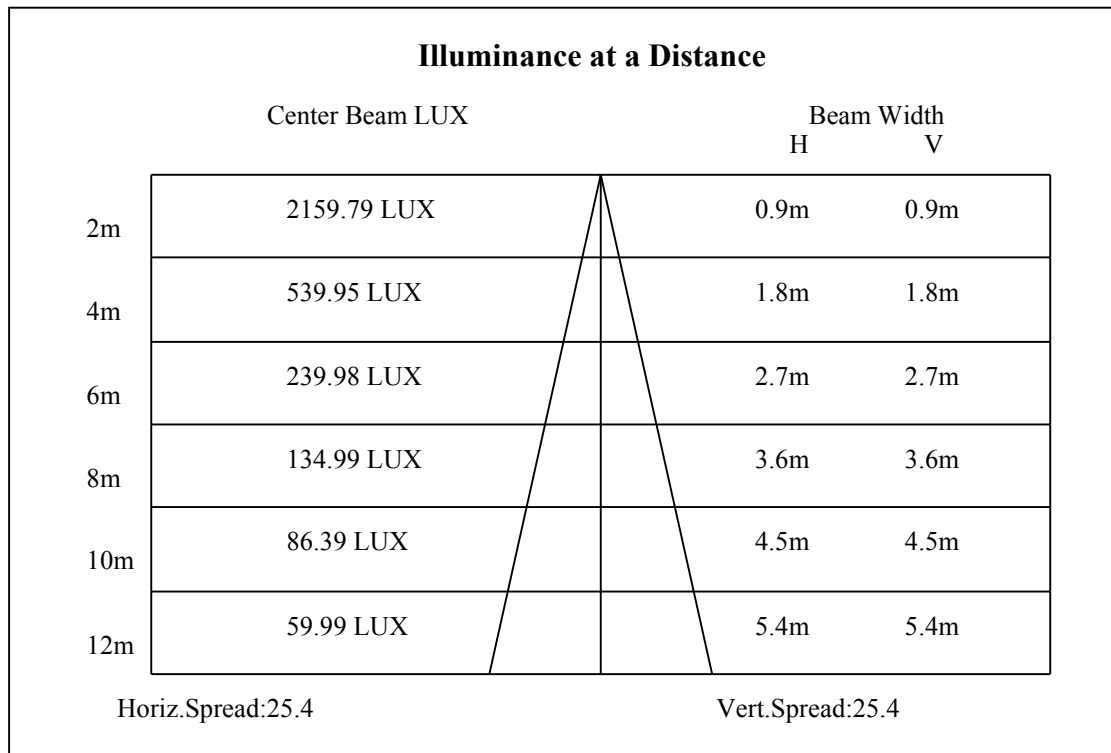 Illuminance at a Distance
Center Beam LUX Beam Width
H V
2159.79 LUX 0.9m 0.9m
2m
539.95 LUX 1.8m 1.8m
4m
239.98 LUX 2.7m 2.7m
6m
134.99 LUX 3.6m 3.6m
8m
86.39 LUX 4.5m 4.5m
10m
59.99 LUX 5.4m 5.4m
12m
Horiz.Spread:25.4 Vert.Spread:25.4